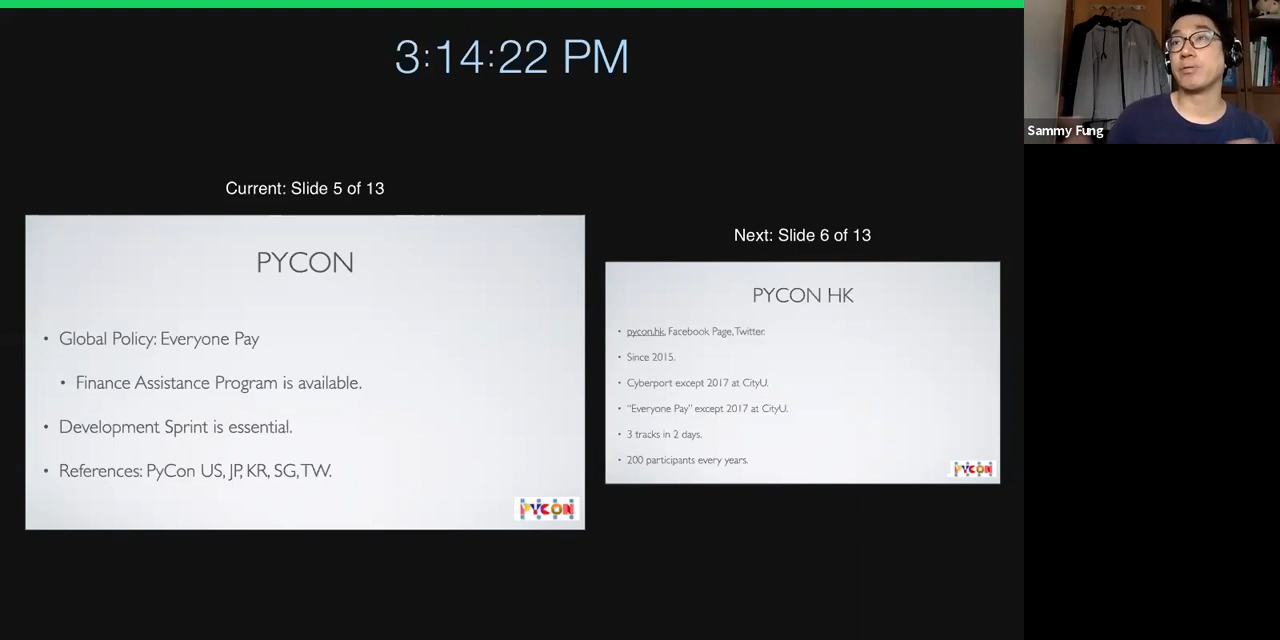 3:14:22 PM
Sammy Fung
Current: Slide 5 of 13
PYCON
• Global Policy: Everyone Pay
• Finance Assistance Program is available.
• Development Sprint is essential.
• References: PyCon US, JP, KR, SG, TW.
PYCON
Next: Slide 6 of 13
PYCON HK
• pycon.hk, Facebook Page, Twitter.
• Since 2015.
• Cyberport except 2017 at CityU.
• “Everyone Pay” except 2017 at CityU.
• 3 tracks in 2 days.
• 200 participants every years.
PYCON